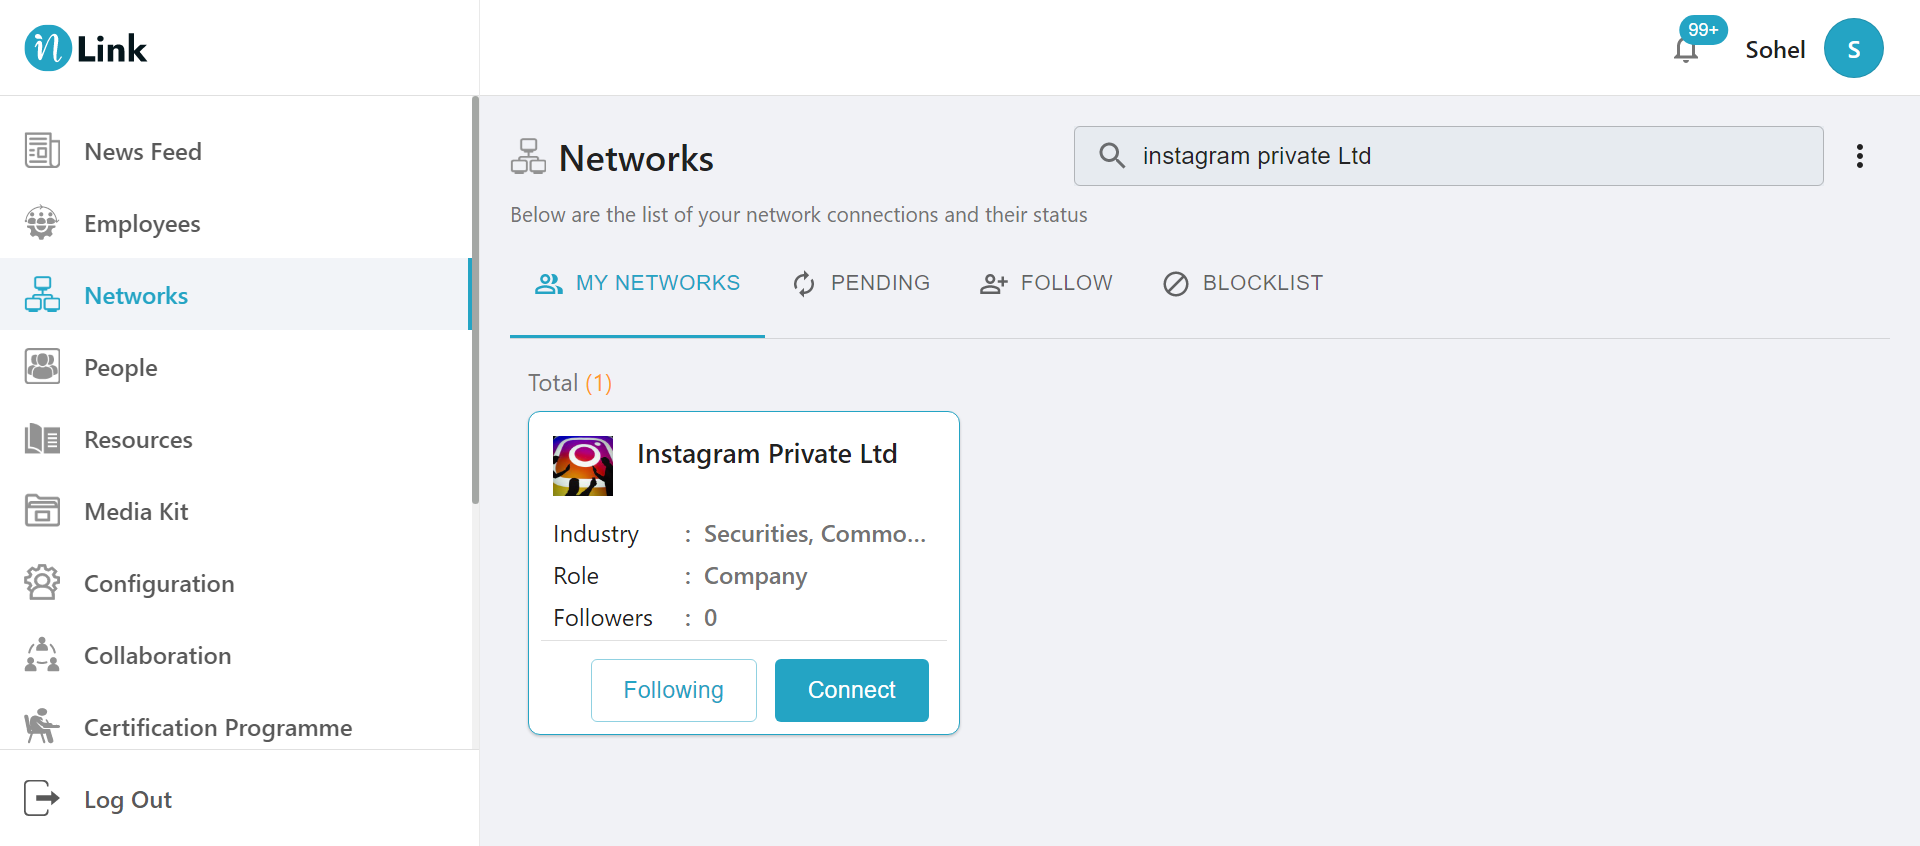 n Link
99+
Sohel
S
News Feed
Employees
Networks
People
Resources
Media Kit
Configuration
Collaboration
Certification Programme
Log Out
Networks
instagram private Ltd
Below are the list of your network connections and their status
MY NETWORKS
PENDING
FOLLOW
BLOCKLIST
Total (1)
Instagram Private Ltd
Industry : Securities, Commo...
Role : Company
Followers : 0
Following
Connect